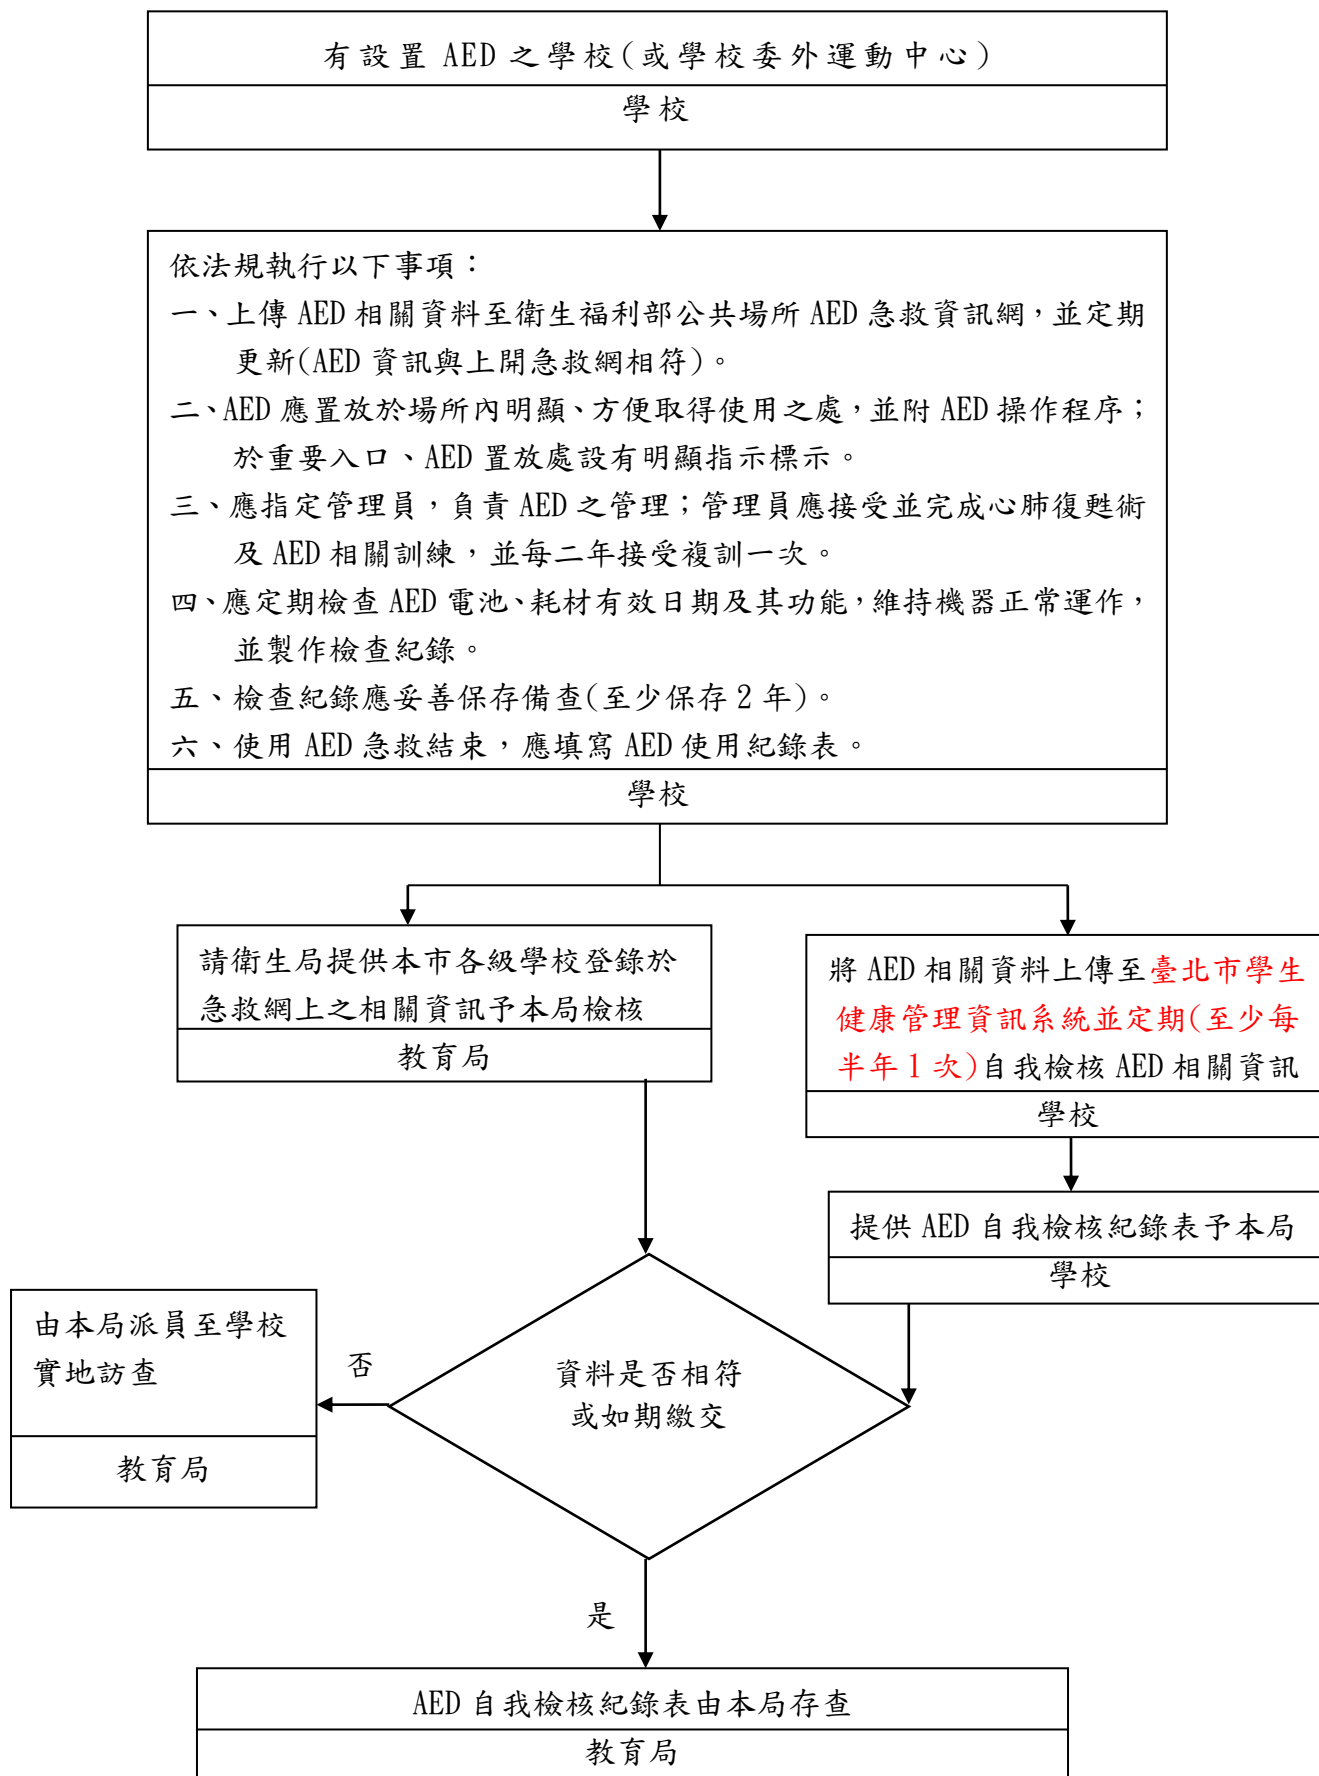 有設置 AED 之學校(或學校委外運動中心)
學校
依法規執行以下事項：
一、上傳 AED 相關資料至衛生福利部公共場所 AED 急救資訊網，並定期
更新(AED 資訊與上開急救網相符)。
二、AED 應置放於場所內明顯、方便取得使用之處，並附 AED 操作程序；
於重要入口、AED 置放處設有明顯指示標示。
三、應指定管理員，負責 AED 之管理；管理員應接受並完成心肺復甦術
及 AED 相關訓練，並每二年接受複訓一次。
四、應定期檢查 AED 電池、耗材有效日期及其功能，維持機器正常運作，
並製作檢查紀錄。
五、檢查紀錄應妥善保存備查(至少保存 2 年)。
六、使用 AED 急救結束，應填寫 AED 使用紀錄表。
學校
請衛生局提供本市各級學校登錄於
急救網上之相關資訊予本局檢核
教育局
將 AED 相關資料上傳至臺北市學生
健康管理資訊系統並定期(至少每
半年 1 次)自我檢核 AED 相關資訊
學校
提供 AED 自我檢核紀錄表予本局
學校
由本局派員至學校
實地訪查
教育局
否
資料是否相符
或如期繳交
是
AED 自我檢核紀錄表由本局存查
教育局